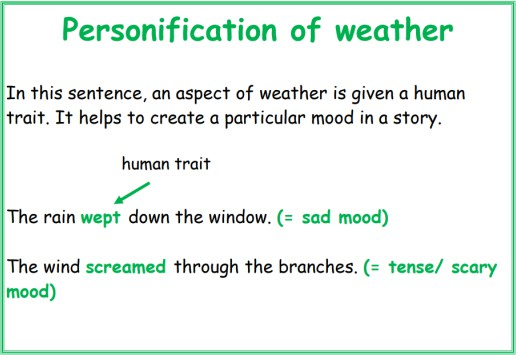 Personification of weather
In this sentence, an aspect of weather is given a human
trait. It helps to create a particular mood in a story.
human trait
The rain wept down the window. (= sad mood)
The wind screamed through the branches. (= tense/ scary
mood)